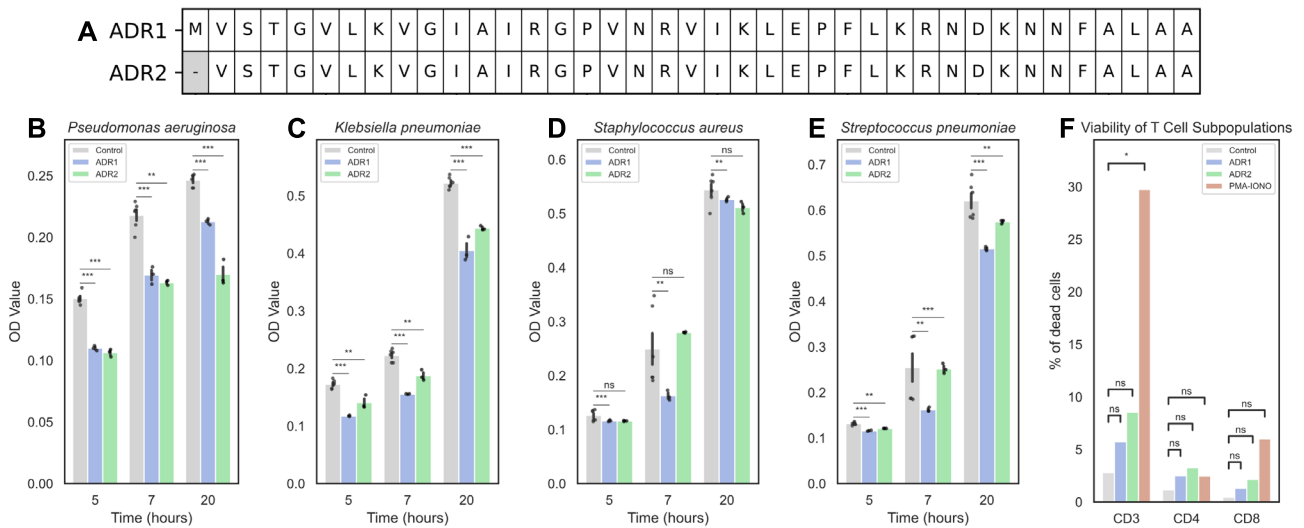 A
ADR1 M V S T G V L K V G I A I R G P V N R V I K L E P F L K R N D K N N F A L A A
ADR2 - V S T G V L K V G I A I R G P V N R V I K L E P F L K R N D K N N F A L A A
B Pseudomonas aeruginosa
Control
ADR1
ADR2
OD Value
0.25
0.20
0.15
0.10
0.05
0.00
*** ***
*** **
*** ***
5 7 20
Time (hours)
C Klebsiella pneumoniae
Control
ADR1
ADR2
OD Value
0.5
0.4
0.3
0.2
0.1
0.0
*** **
*** **
*** ***
5 7 20
Time (hours)
D Staphylococcus aureus
Control
ADR1
ADR2
OD Value
0.6
0.5
0.4
0.3
0.2
0.1
0.0
*** ns
** ns
** ns
5 7 20
Time (hours)
E Streptococcus pneumoniae
Control
ADR1
ADR2
OD Value
0.7
0.6
0.5
0.4
0.3
0.2
0.1
0.0
*** **
** ***
*** **
5 7 20
Time (hours)
F Viability of T Cell Subpopulations
Control
ADR1
ADR2
PMA-IONO
% of dead cells
30
25
20
15
10
5
0
ns ns *
ns ns ns
ns ns ns
CD3 CD4 CD8